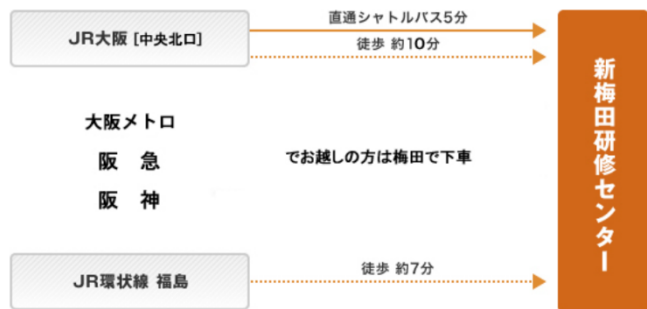 JR大阪 [中央北口]
直通シャトルバス5分
徒歩 約10分
大阪メトロ
阪 急
阪 神
でお越しの方は梅田で下車
JR環状線 福島
徒歩 約7分
新梅田研修センター